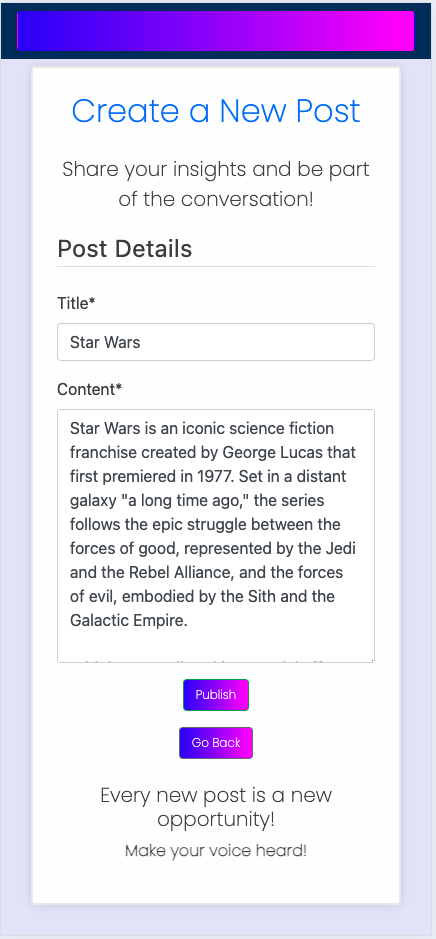 Create a New Post
Share your insights and be part
of the conversation!
Post Details
Title*
Star Wars
Content*
Star Wars is an iconic science fiction
franchise created by George Lucas that
first premiered in 1977. Set in a distant
galaxy "a long time ago," the series
follows the epic struggle between the
forces of good, represented by the Jedi
and the Rebel Alliance, and the forces
of evil, embodied by the Sith and the
Galactic Empire.
Publish
Go Back
Every new post is a new
opportunity!
Make your voice heard!